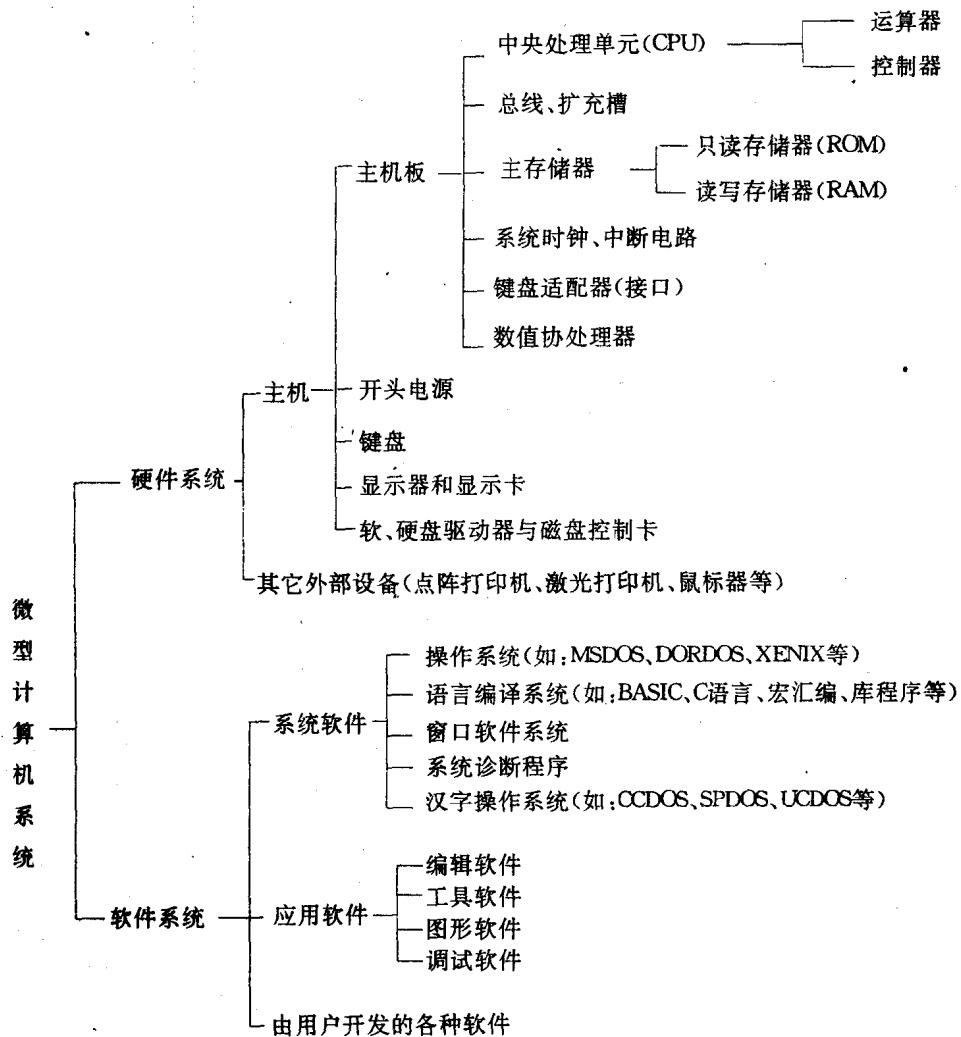 中央处理单元(CPU)
运算器
控制器
总线、扩充槽
主机板
主存储器
只读存储器(ROM)
读写存储器(RAM)
系统时钟、中断电路
键盘适配器(接口)
数值协处理器
主机
开头电源
键盘
硬件系统
显示器和显示卡
软、硬盘驱动器与磁盘控制卡
其它外部设备(点阵打印机、激光打印机、鼠标器等)
微型计算机系统
操作系统(如:MSDOS、DORDOS、XENIX等)
语言编译系统(如:BASIC、C语言、宏汇编、库程序等)
系统软件
窗口软件系统
系统诊断程序
汉字操作系统(如:CCDOS、SPDOS、UCDOS等)
软件系统
应用软件
编辑软件
工具软件
图形软件
调试软件
由用户开发的各种软件